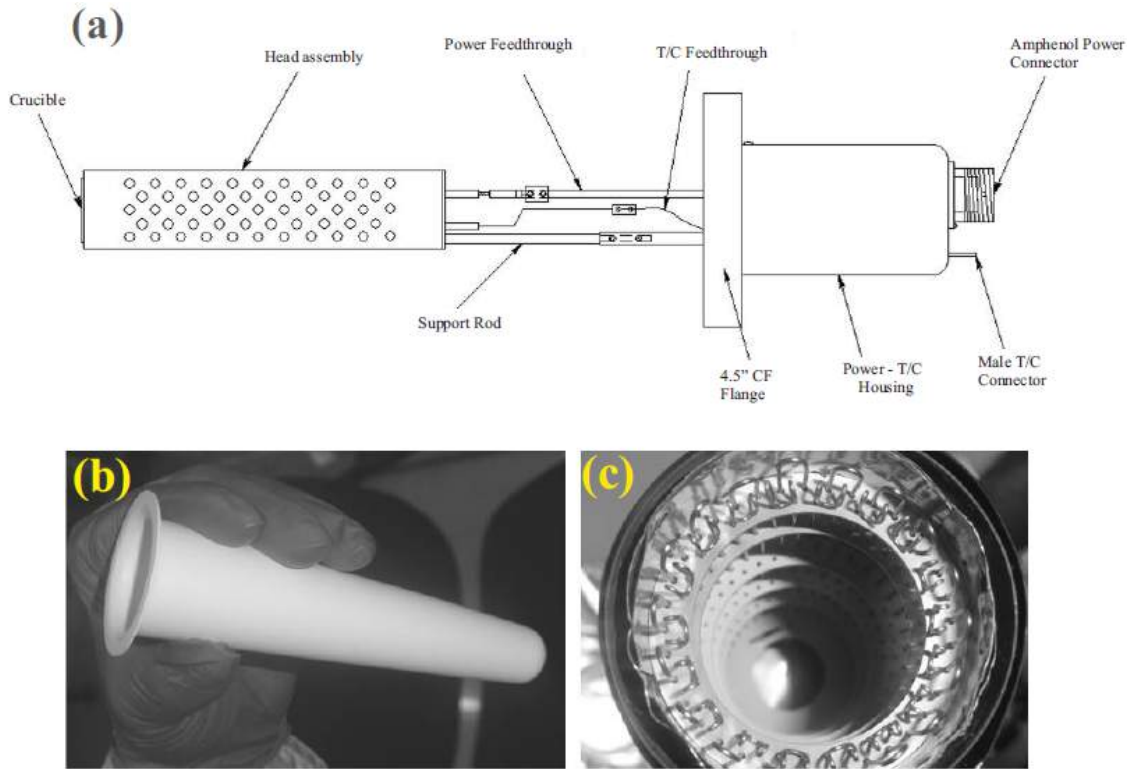 (a)
Power Feedthrough
T/C Feedthrough
Amphenol Power
Connector
Head assembly
Crucible
Support Rod
4.5” CF
Flange
Power - T/C
Housing
Male T/C
Connector
(b)
(c)